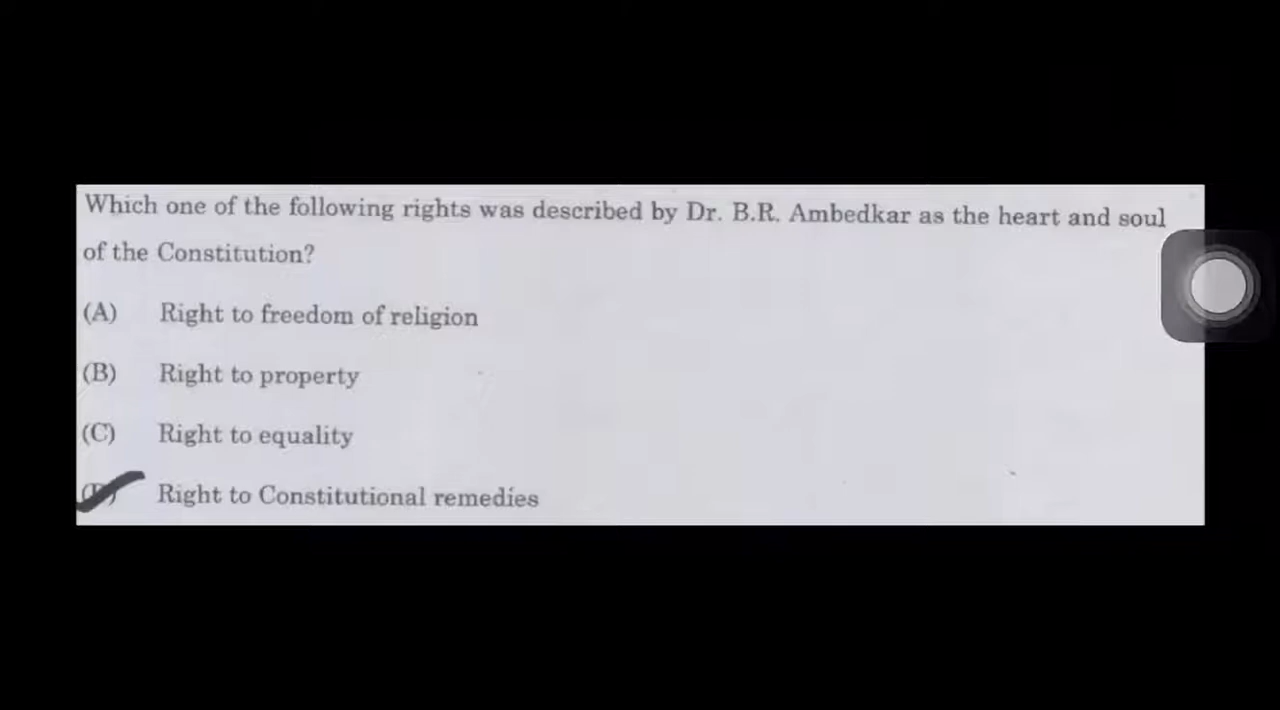 Which one of the following rights was described by Dr. B.R. Ambedkar as the heart and soul
of the Constitution?
(A) Right to freedom of religion
(B) Right to property
(C) Right to equality
(D) Right to Constitutional remedies